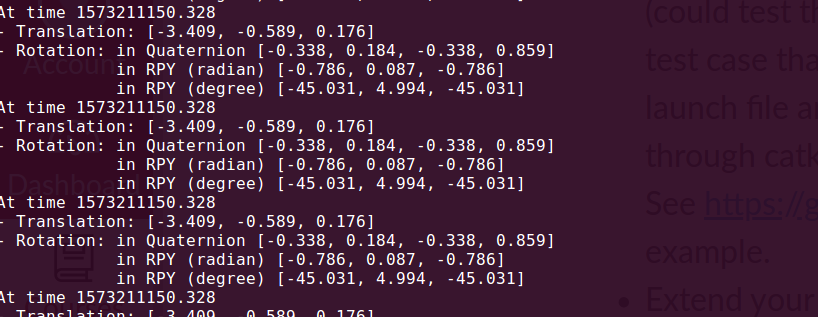 At time 1573211150.328
- Translation: [-3.409, -0.589, 0.176]
- Rotation: in Quaternion [-0.338, 0.184, -0.338, 0.859]
in RPY (radian) [-0.786, 0.087, -0.786]
in RPY (degree) [-45.031, 4.994, -45.031]
At time 1573211150.328
- Translation: [-3.409, -0.589, 0.176]
- Rotation: in Quaternion [-0.338, 0.184, -0.338, 0.859]
in RPY (radian) [-0.786, 0.087, -0.786]
in RPY (degree) [-45.031, 4.994, -45.031]
At time 1573211150.328
- Translation: [-3.409, -0.589, 0.176]
- Rotation: in Quaternion [-0.338, 0.184, -0.338, 0.859]
in RPY (radian) [-0.786, 0.087, -0.786]
in RPY (degree) [-45.031, 4.994, -45.031]
At time 1573211150.328
Translation: [-3.409, -0.589, 0.176]
Account
Dashboa
(could test t
test case tha
launch file a
through catk
See https://g
example.
• Extend your